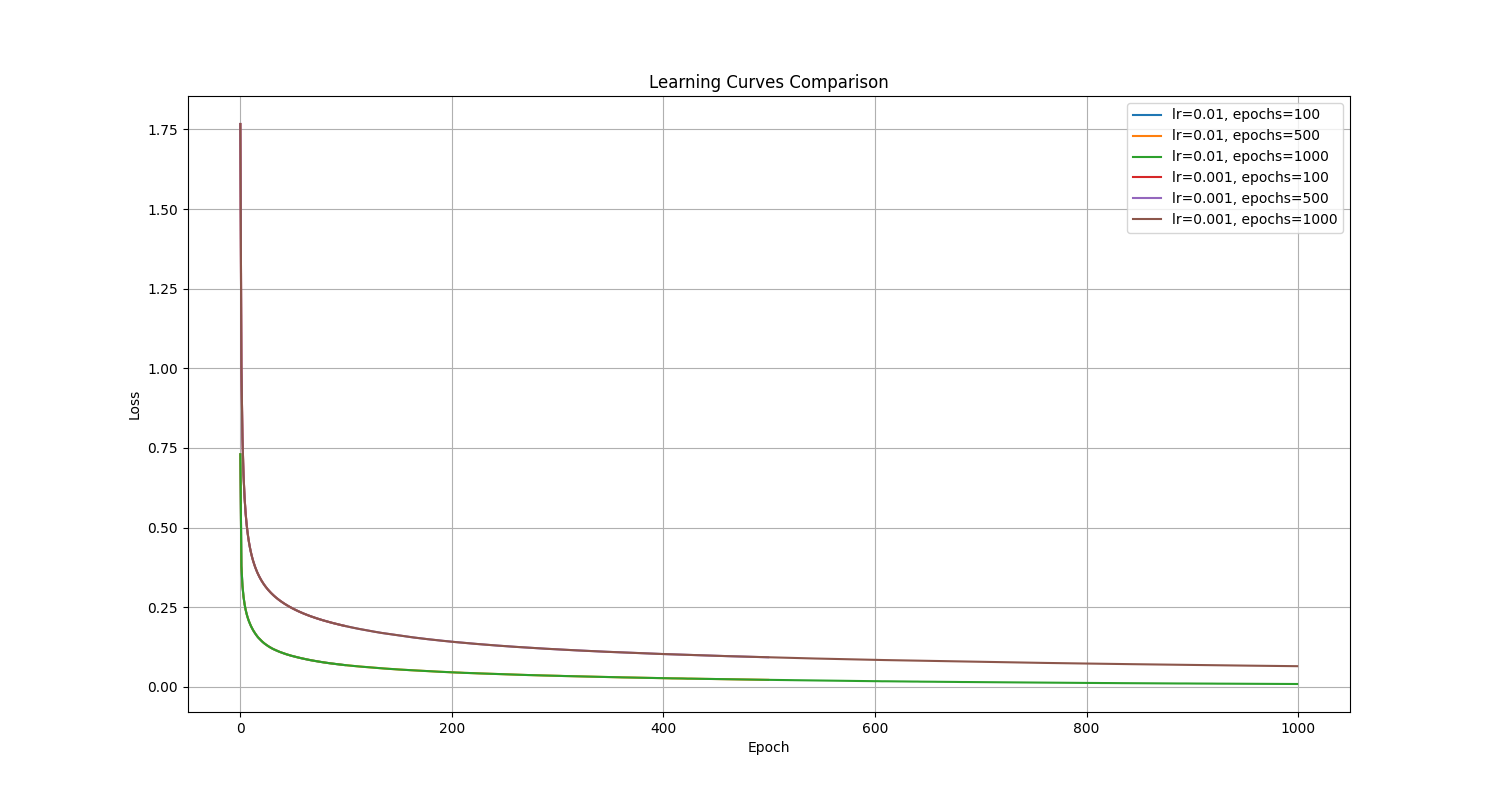 Learning Curves Comparison
lr=0.01, epochs=100
lr=0.01, epochs=500
lr=0.01, epochs=1000
lr=0.001, epochs=100
lr=0.001, epochs=500
lr=0.001, epochs=1000
Loss
1.75
1.50
1.25
1.00
0.75
0.50
0.25
0.00
0 200 400 600 800 1000
Epoch